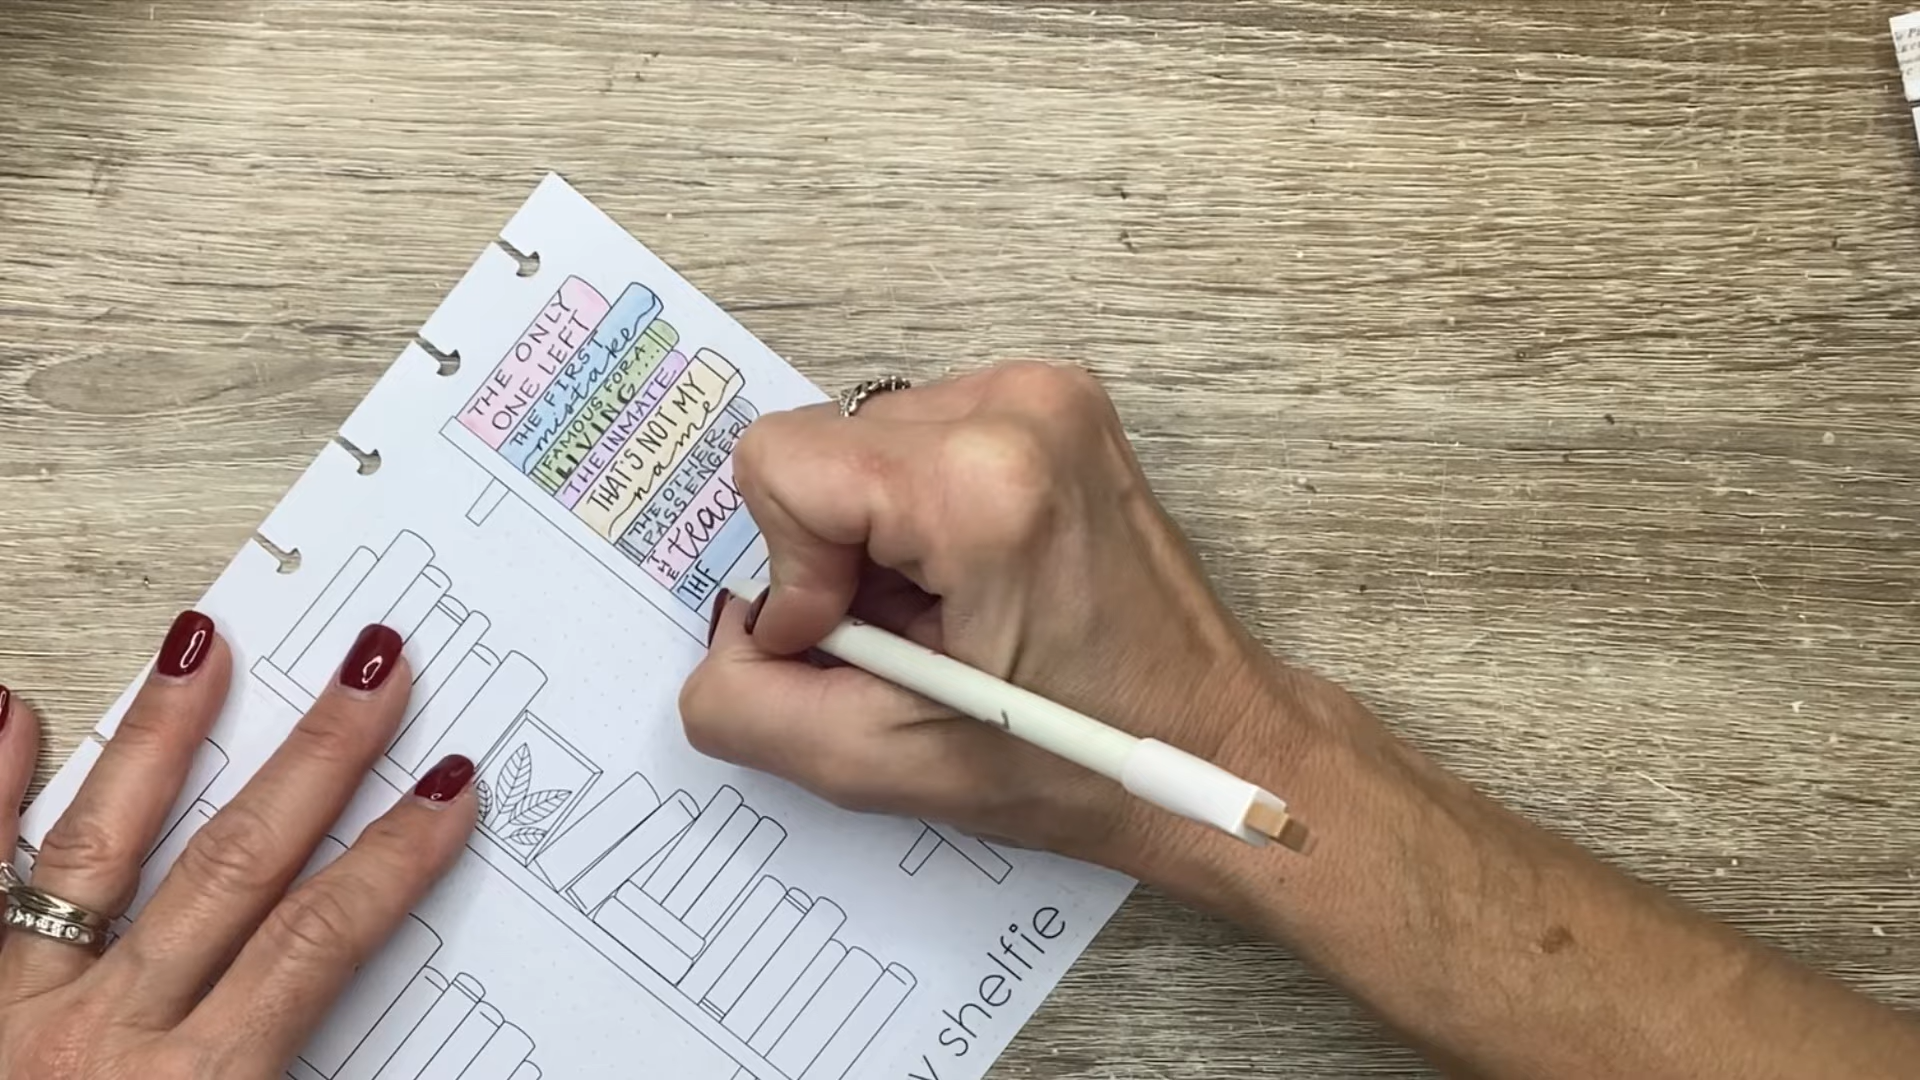 THE ONLY
ONE LEFT
THE FIRST
mistake
FAMOUS FOR A
LIVING
THE INMATE
THAT'S NOT MY
name
THE OTHER
PASSENGER
THE teach
THE
y shelfie